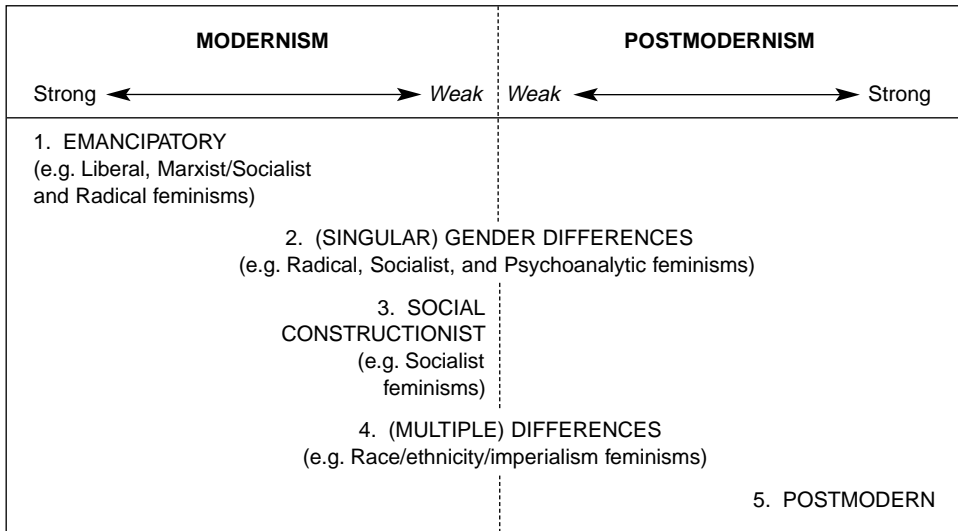 MODERNISM POSTMODERNISM
Strong Weak Weak Strong
1. EMANCIPATORY
(e.g. Liberal, Marxist/Socialist
and Radical feminisms)
2. (SINGULAR) GENDER DIFFERENCES
(e.g. Radical, Socialist, and Psychoanalytic feminisms)
3. SOCIAL
CONSTRUCTIONIST
(e.g. Socialist
feminisms)
4. (MULTIPLE) DIFFERENCES
(e.g. Race/ethnicity/imperialism feminisms)
5. POSTMODERN